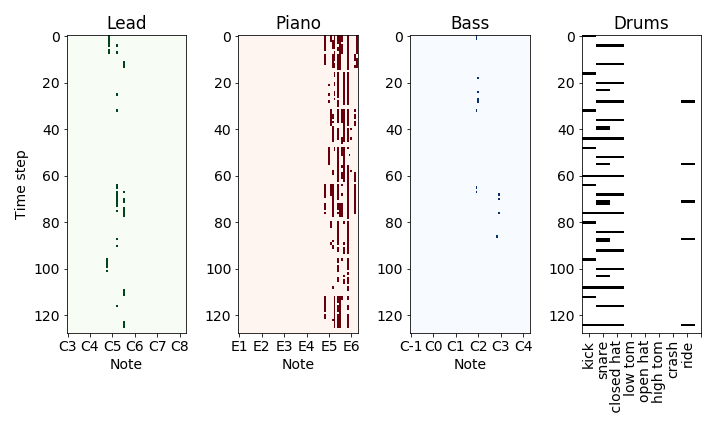 Lead Piano Bass Drums
Time step
0 20 40 60 80 100 120
C3 C4 C5 C6 C7 C8
Note
0 20 40 60 80 100 120
E1 E2 E3 E4 E5 E6
Note
0 20 40 60 80 100 120
C-1 C0 C1 C2 C3 C4
Note
0 20 40 60 80 100 120
kick
snare
closed hat
low tom
open hat
high tom
crash
ride